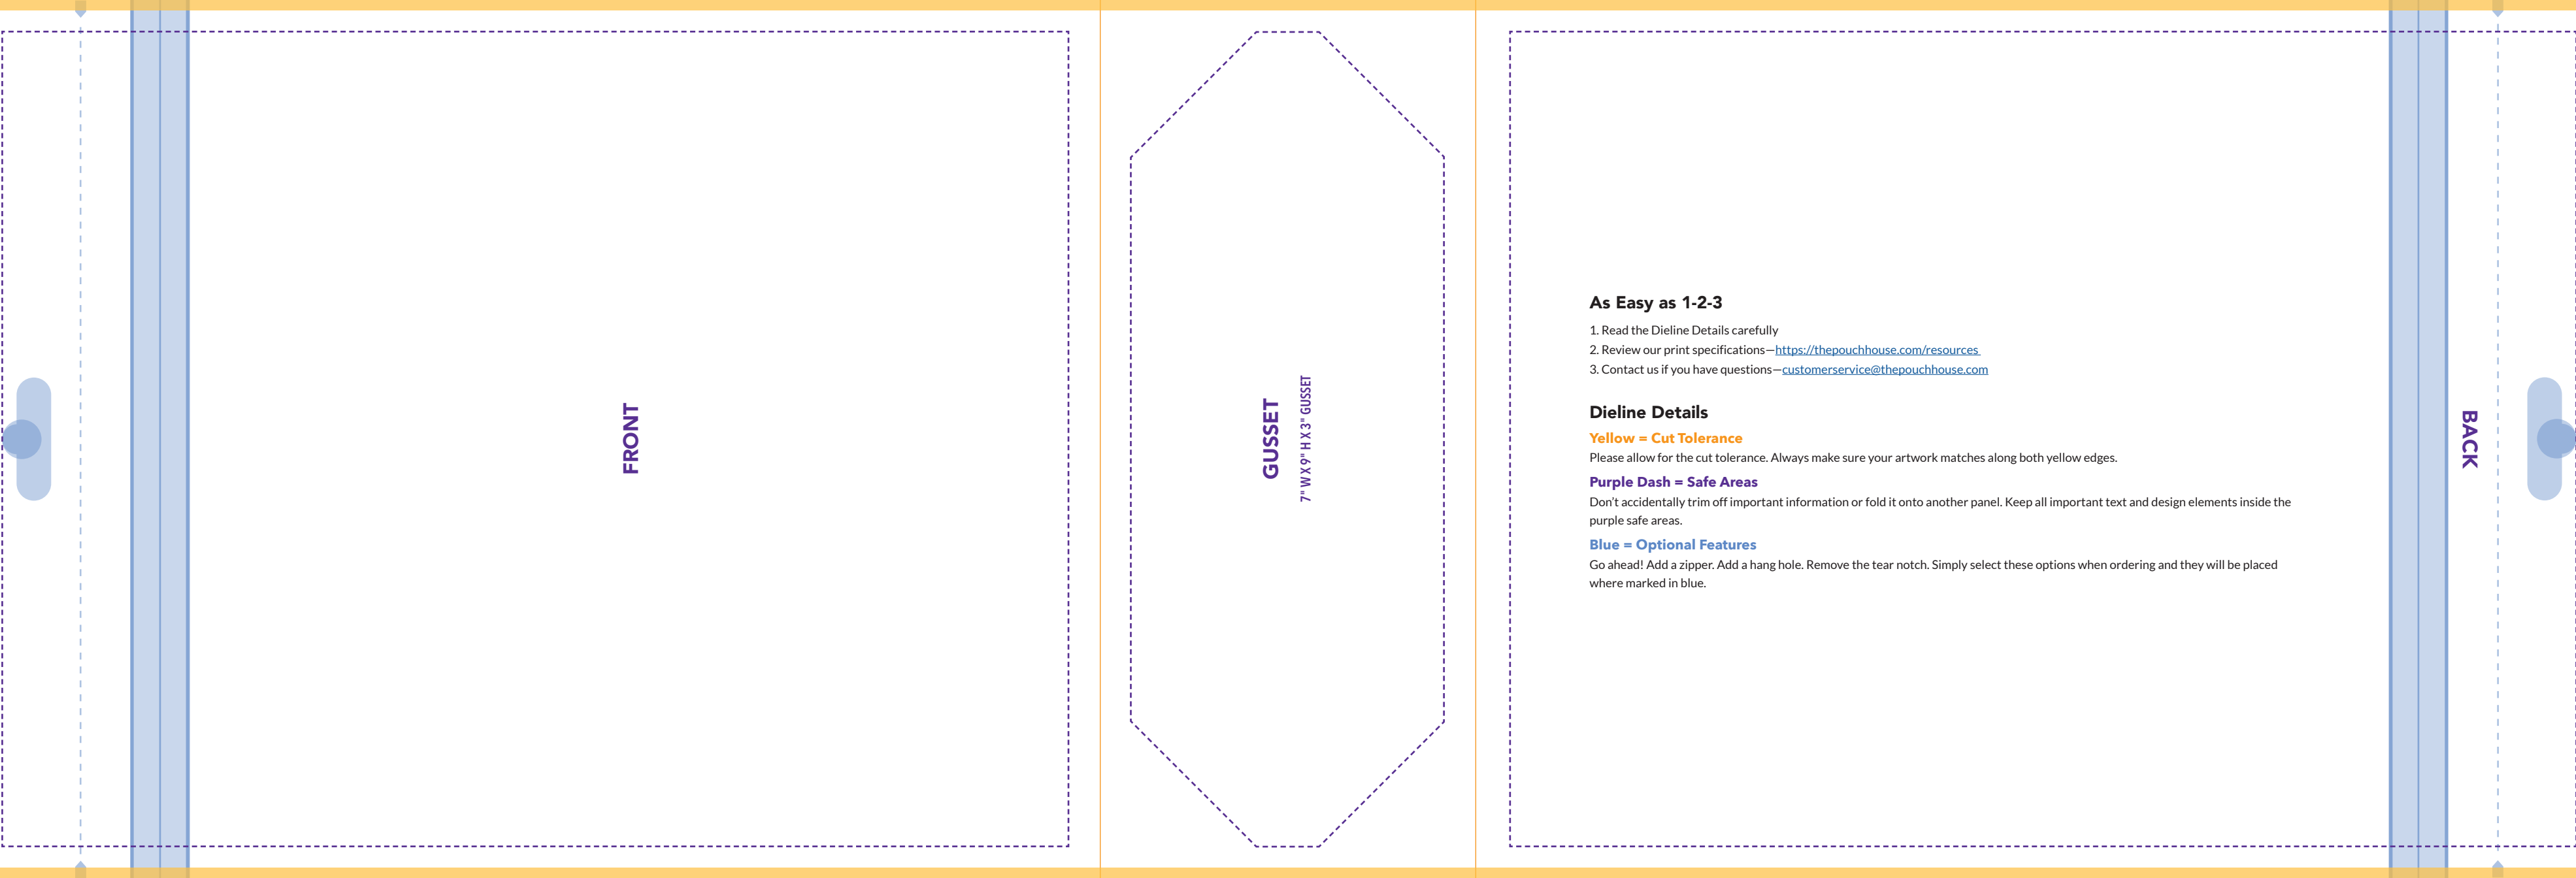 FRONT
GUSSET
7" W X 9" H X 3" GUSSET
As Easy as 1-2-3
1. Read the Dieline Details carefully
2. Review our print specifications—https://thepouchhouse.com/resources
3. Contact us if you have questions—customerservice@thepouchhouse.com
Dieline Details
Yellow = Cut Tolerance
Please allow for the cut tolerance. Always make sure your artwork matches along both yellow edges.
Purple Dash = Safe Areas
Don’t accidentally trim off important information or fold it onto another panel. Keep all important text and design elements inside the
purple safe areas.
Blue = Optional Features
Go ahead! Add a zipper. Add a hang hole. Remove the tear notch. Simply select these options when ordering and they will be placed
where marked in blue.
BACK